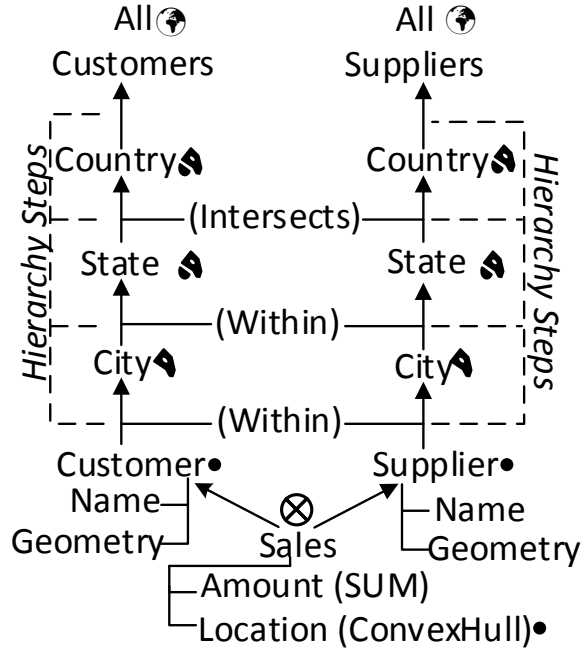 All All
Customers Suppliers
Hierarchy Steps
Country Country
Hierarchy Steps
(Intersects)
State State
(Within)
City City
(Within)
Customer• Supplier•
Name Name
Geometry Geometry
Sales
Amount (SUM)
Location (ConvexHull)•